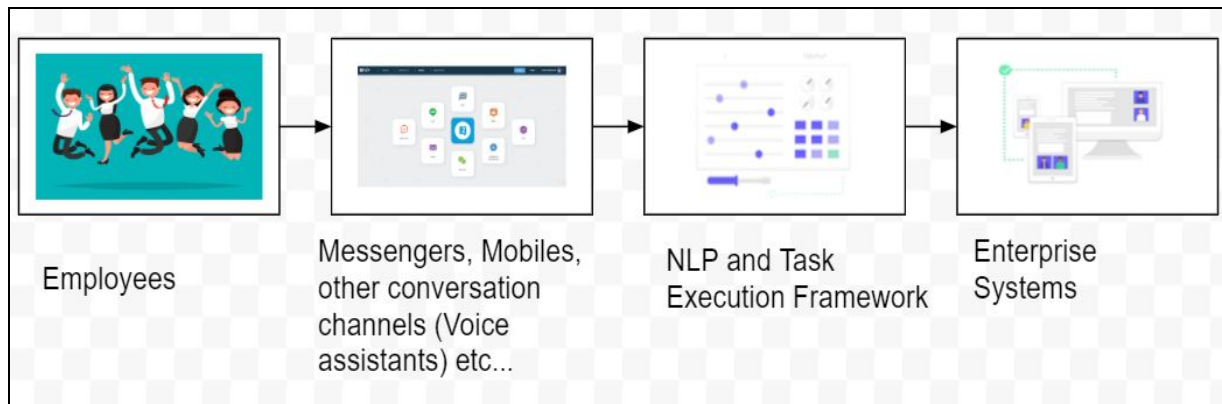 Employees
Messengers, Mobiles,
other conversation
channels (Voice
assistants) etc...
NLP and Task
Execution Framework
Enterprise
Systems